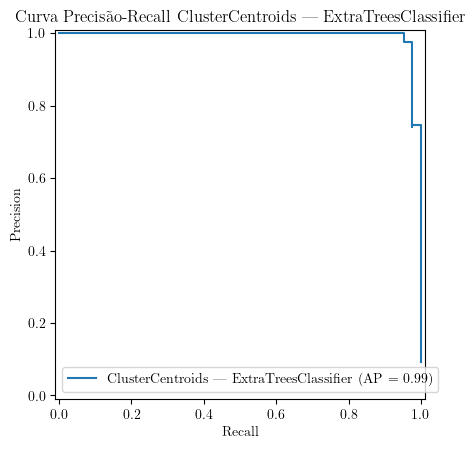 Curva Precisão-Recall ClusterCentroids — ExtraTreesClassifier
1.0
0.8
0.6
0.4
0.2
0.0
Precision
ClusterCentroids — ExtraTreesClassifier (AP = 0.99)
0.0 0.2 0.4 0.6 0.8 1.0
Recall